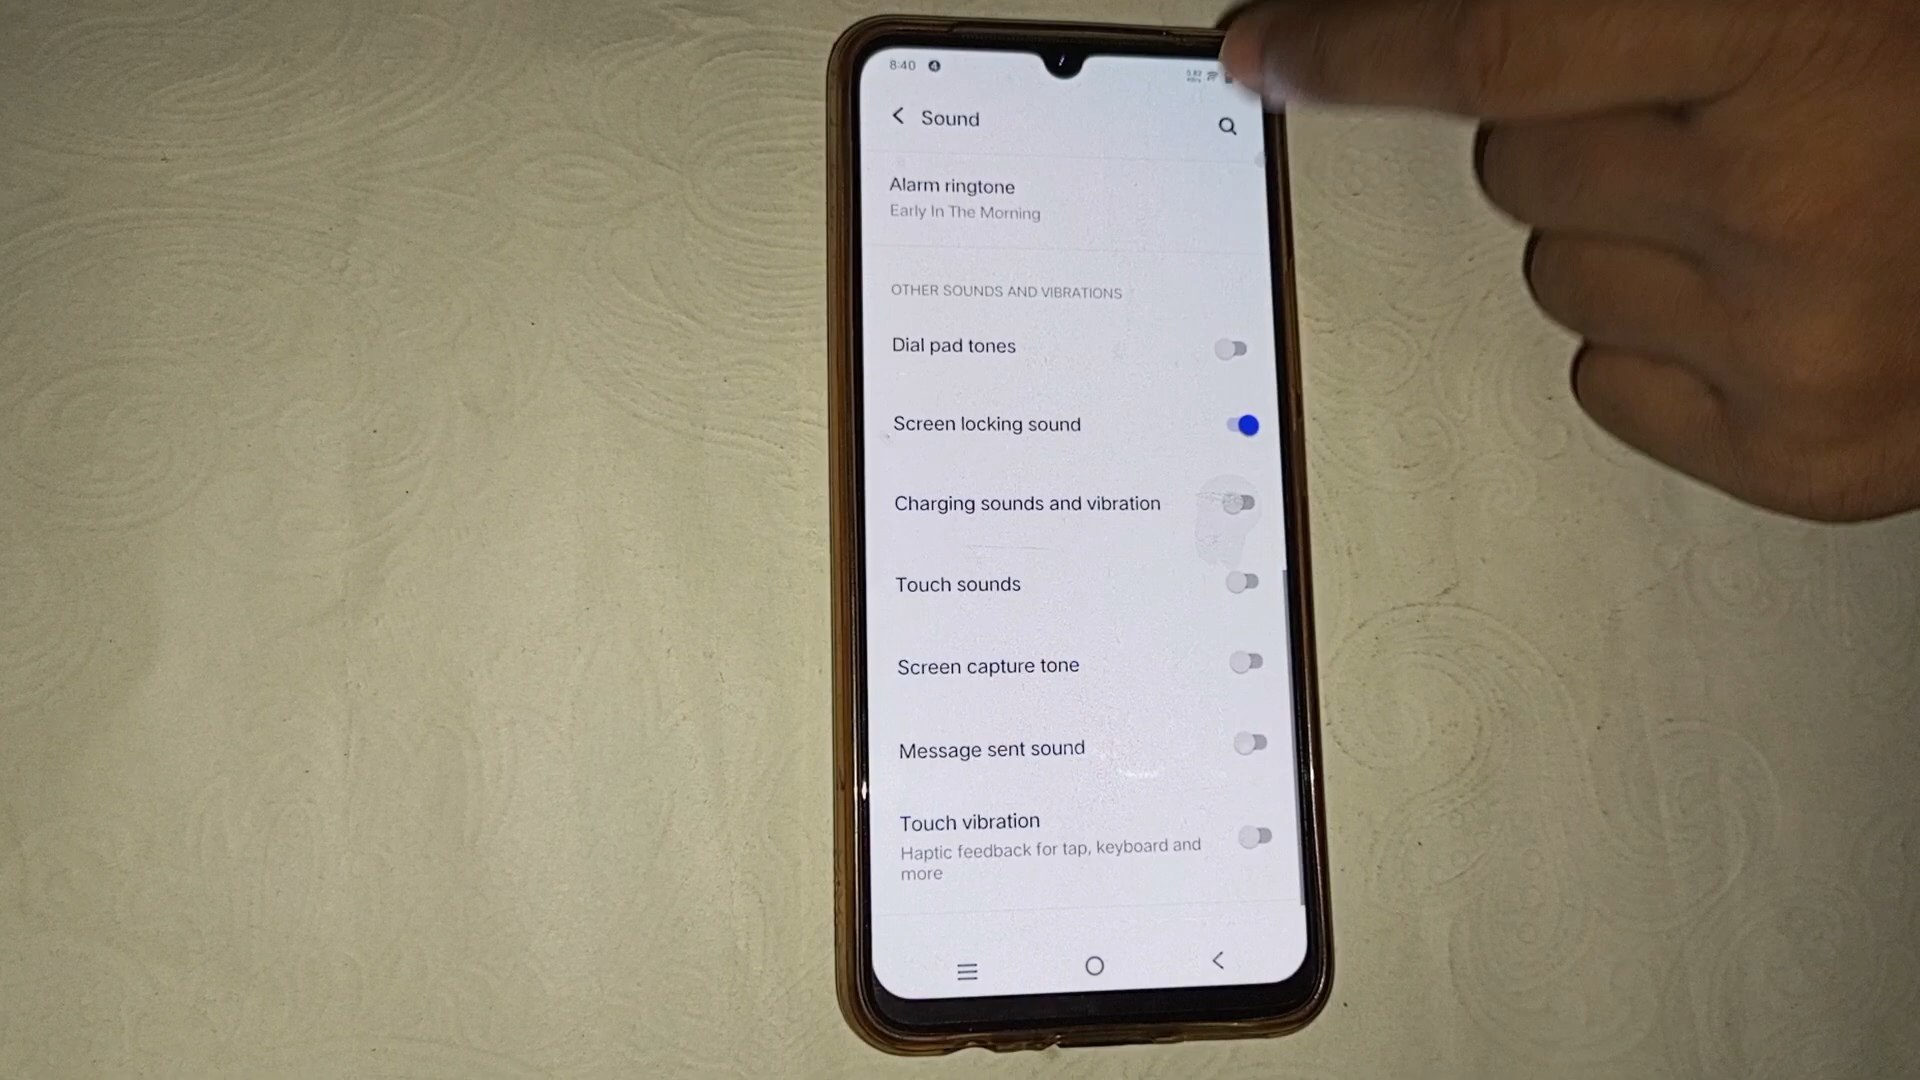 8:40
Sound
Alarm ringtone
Early In The Morning
OTHER SOUNDS AND VIBRATIONS
Dial pad tones
Screen locking sound
Charging sounds and vibration
Touch sounds
Screen capture tone
Message sent sound
Touch vibration
Haptic feedback for tap, keyboard and
more